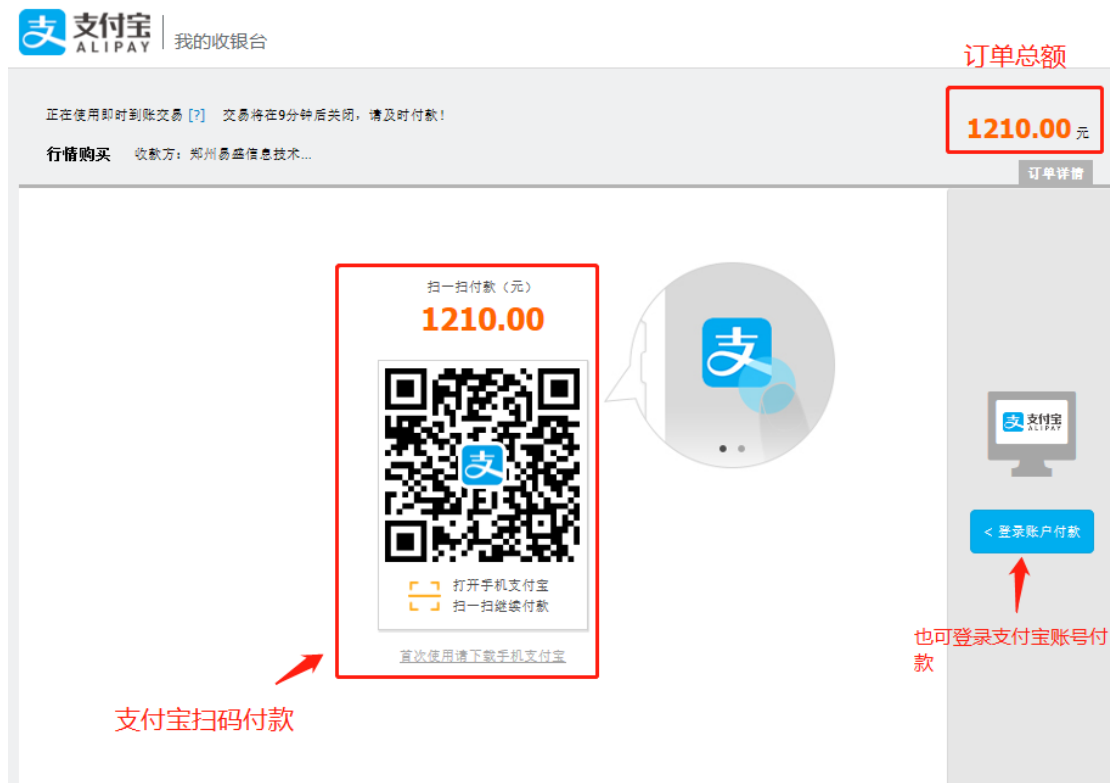 支付宝
ALIPAY
我的收银台
订单总额
正在使用即时到账交易 [?] 交易将在9分钟后关闭，请及时付款！
1210.00 元
行情购买 收款方：郑州易盛信息技术...
订单详情
扫一扫付款（元）
1210.00
支
支
支付宝
ALIPAY
< 登录账户付款
打开手机支付宝
扫一扫继续付款
首次使用请下载手机支付宝
也可登录支付宝账号付
款
支付宝扫码付款